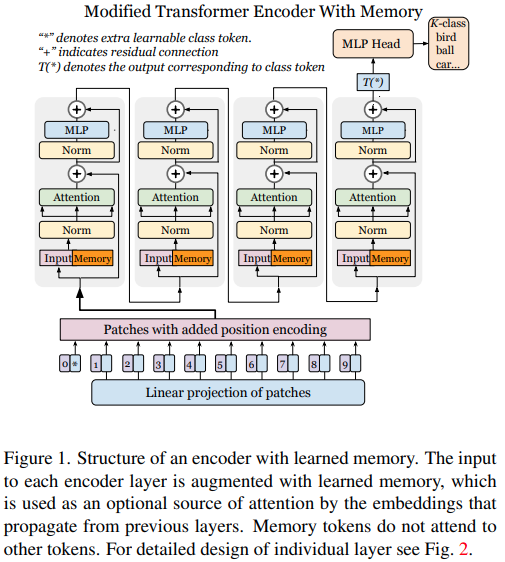 Modified Transformer Encoder With Memory
"*" denotes extra learnable class token.
"+" indicates residual connection
T(*) denotes the output corresponding to class token
MLP Head
K-class
bird
ball
car...
T(*)
+ + + +
MLP MLP MLP MLP
Norm Norm Norm Norm
+ + + +
Attention Attention Attention Attention
Norm Norm Norm Norm
Input Memory Input Memory Input Memory Input Memory
Patches with added position encoding
0 * 1 2 3 4 5 6 7 8 9
Linear projection of patches
Figure 1. Structure of an encoder with learned memory. The input
to each encoder layer is augmented with learned memory, which
is used as an optional source of attention by the embeddings that
propagate from previous layers. Memory tokens do not attend to
other tokens. For detailed design of individual layer see Fig. 2.